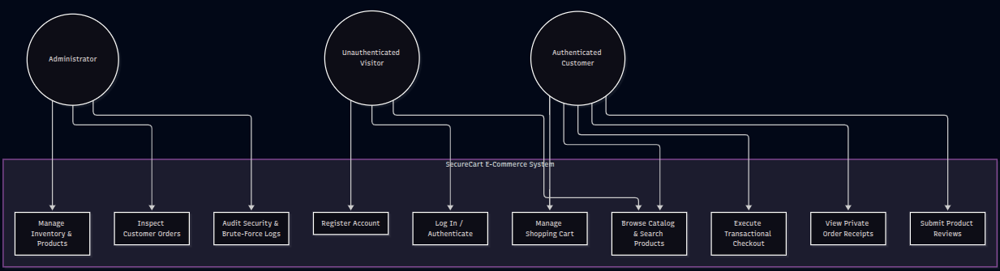 Administrator
Unauthenticated
Visitor
Authenticated
Customer
SecureCart E-Commerce System
Manage
Inventory &
Products
Inspect
Customer Orders
Audit Security &
Brute-Force Logs
Register Account
Log In /
Authenticate
Manage
Shopping Cart
Browse Catalog
& Search
Products
Execute
Transactional
Checkout
View Private
Order Receipts
Submit Product
Reviews